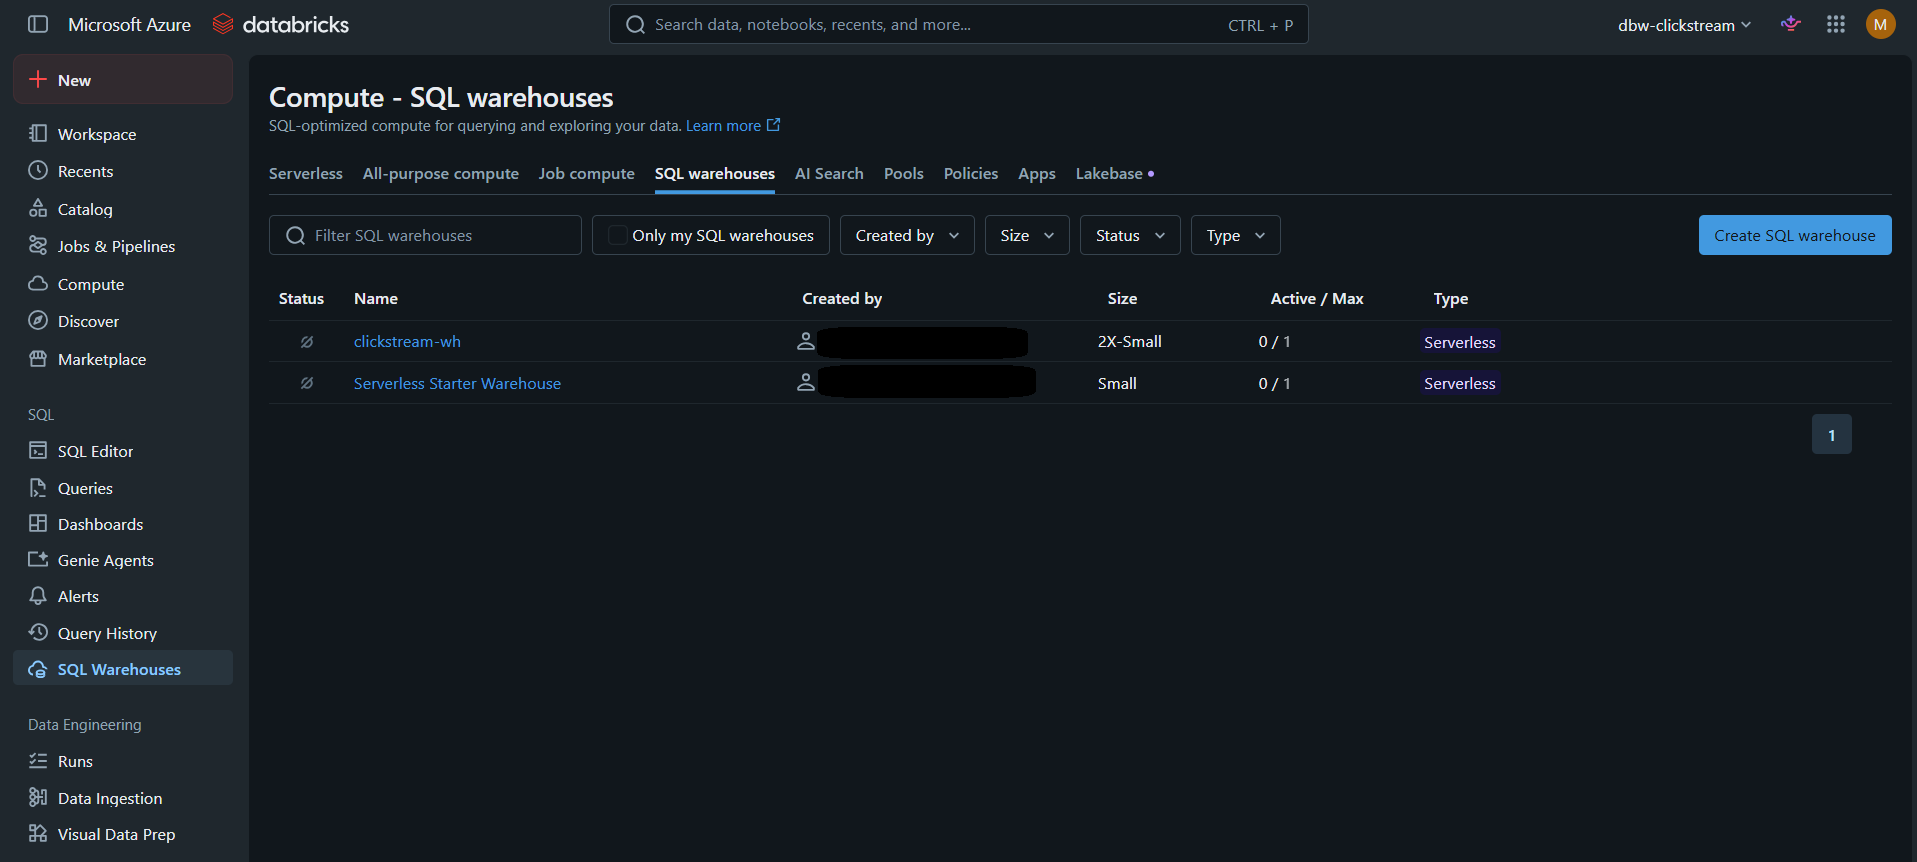 Microsoft Azure databricks
Search data, notebooks, recents, and more... CTRL + P
dbw-clickstream
M
New
Workspace
Recents
Catalog
Jobs & Pipelines
Compute
Discover
Marketplace
SQL
SQL Editor
Queries
Dashboards
Genie Agents
Alerts
Query History
SQL Warehouses
Data Engineering
Runs
Data Ingestion
Visual Data Prep
Compute - SQL warehouses
SQL-optimized compute for querying and exploring your data. Learn more
Serverless All-purpose compute Job compute SQL warehouses AI Search Pools Policies Apps Lakebase
Filter SQL warehouses Only my SQL warehouses Created by Size Status Type Create SQL warehouse
Status Name Created by Size Active / Max Type
clickstream-wh 2X-Small 0 / 1 Serverless
Serverless Starter Warehouse Small 0 / 1 Serverless
1